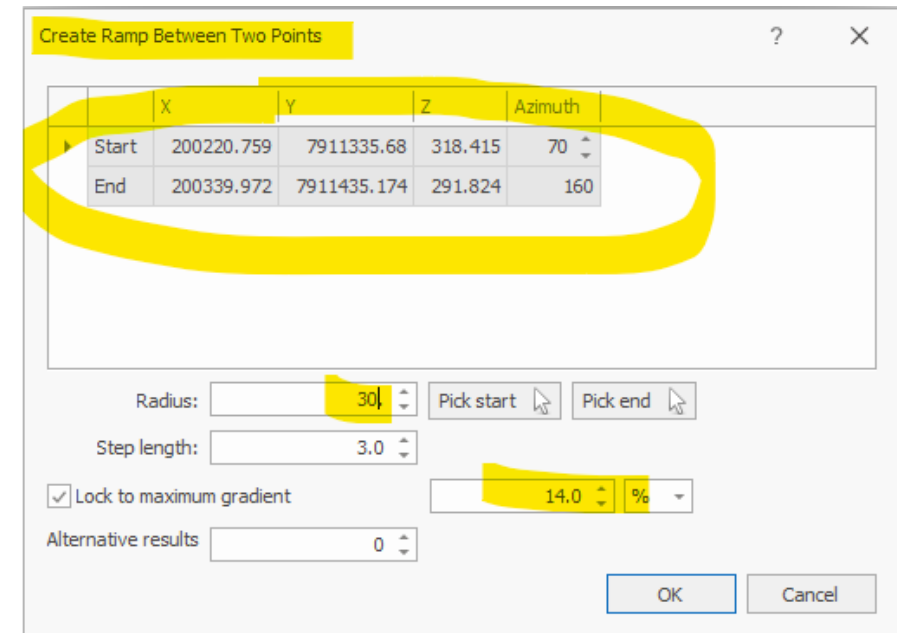 Create Ramp Between Two Points ?
X Y Z Azimuth
Start 200220.759 7911335.68 318.415 70
End 200339.972 7911435.174 291.824 160
Radius: 30. Pick start Pick end
Step length: 3.0
Lock to maximum gradient 14.0 %
Alternative results 0
OK Cancel